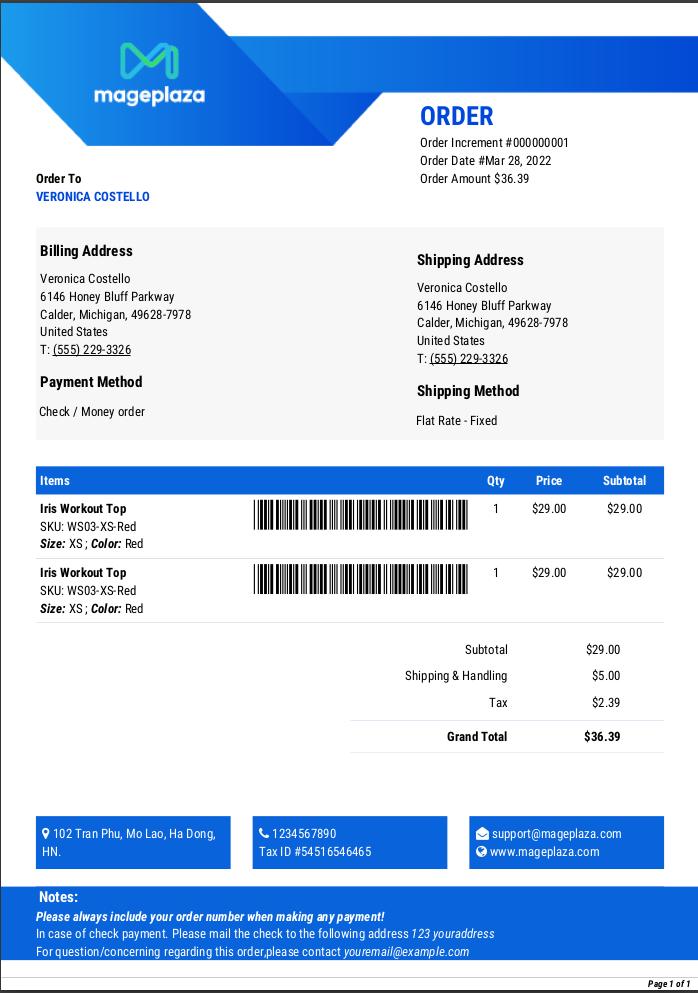 mageplaza
ORDER
Order Increment #000000001
Order Date #Mar 28, 2022
Order Amount $36.39
Order To
VERONICA COSTELLO
Billing Address
Veronica Costello
6146 Honey Bluff Parkway
Calder, Michigan, 49628-7978
United States
T: (555) 229-3326
Payment Method
Check / Money order
Shipping Address
Veronica Costello
6146 Honey Bluff Parkway
Calder, Michigan, 49628-7978
United States
T: (555) 229-3326
Shipping Method
Flat Rate - Fixed
Items Qty Price Subtotal
Iris Workout Top 1 $29.00 $29.00
SKU: WS03-XS-Red
Size: XS ; Color: Red
Iris Workout Top 1 $29.00 $29.00
SKU: WS03-XS-Red
Size: XS ; Color: Red
Subtotal $29.00
Shipping & Handling $5.00
Tax $2.39
Grand Total $36.39
102 Tran Phu, Mo Lao, Ha Dong,
HN.
1234567890
Tax ID #54516546465
support@mageplaza.com
www.mageplaza.com
Notes:
Please always include your order number when making any payment!
In case of check payment. Please mail the check to the following address 123 youraddress
For question/concerning regarding this order,please contact youremail@example.com
Page 1 of 1